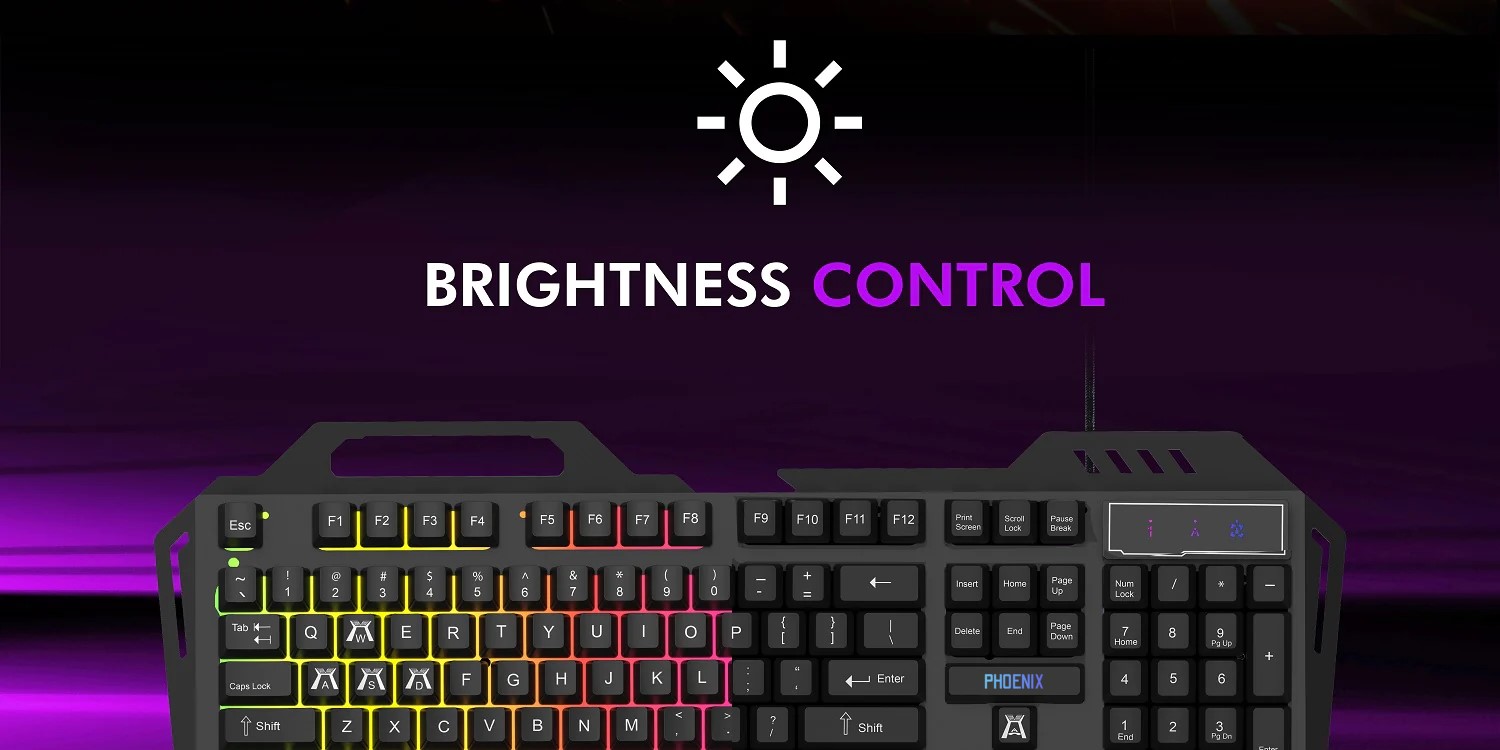 BRIGHTNESS CONTROL
Esc F1 F2 F3 F4 F5 F6 F7 F8 F9 F10 F11 F12 Print Screen Scroll Lock Pause Break
~ ` ! 1 @ 2 # 3 $ 4 % 5 ^ 6 & 7 * 8 ( 9 ) 0 _ - + = Insert Home Page Up Num Lock / * -
Tab Q W E R T Y U I O P { [ } ] | \ Delete End Page Down 7 Home 8 9 Pg Up +
Caps Lock A S D F G H J K L : ; “ ‘ Enter PHOENIX 4 5 6
Shift Z X C V B N M < , > . ? / Shift 1 End 2 3 Pg Dn Enter